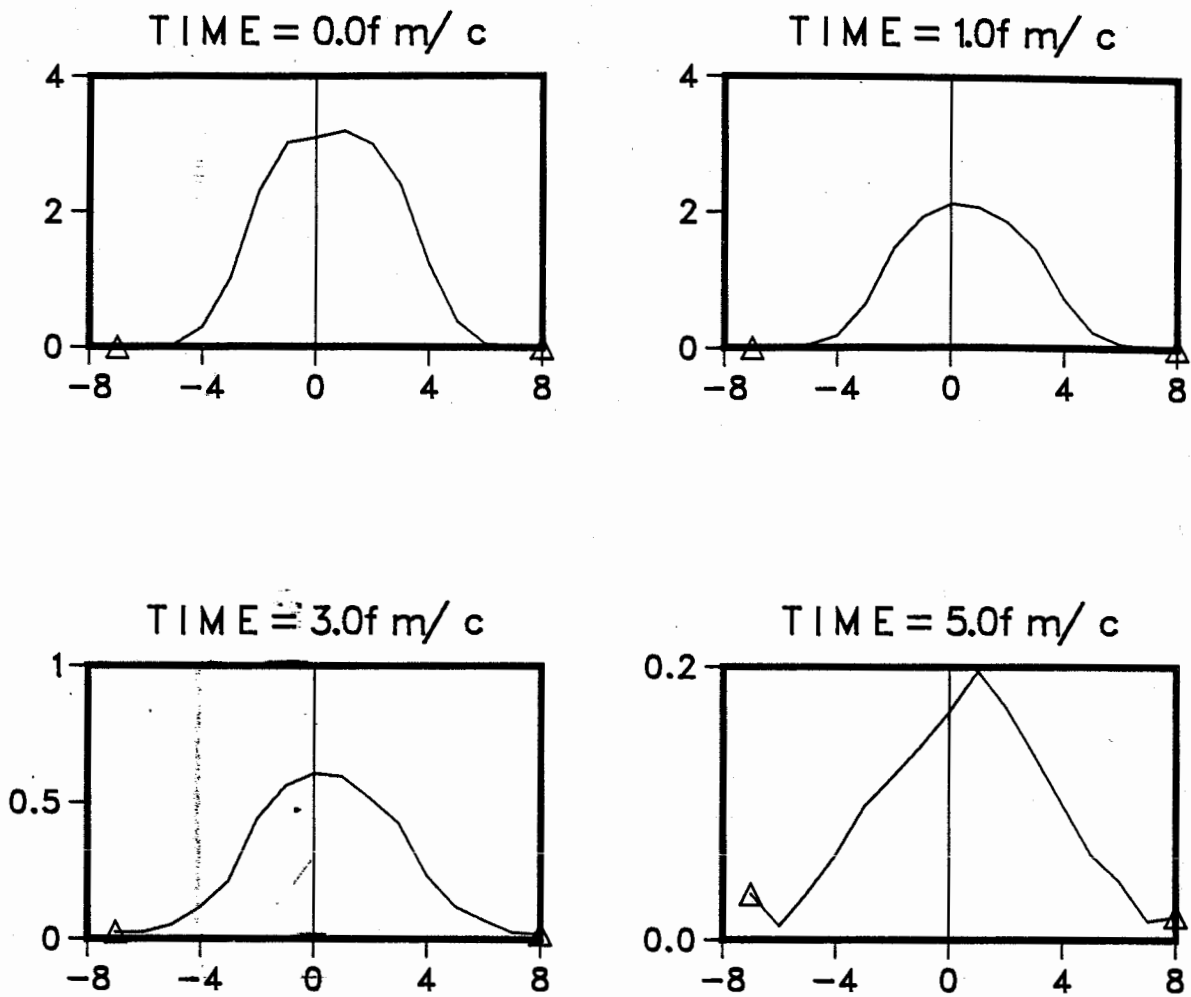 TIME = 0.0f m/c
4
2
0
-8 -4 0 4 8
TIME = 1.0f m/c
4
2
0
-8 -4 0 4 8
TIME = 3.0f m/c
1
0.5
0
-8 -4 0 4 8
TIME = 5.0f m/c
0.2
0.0
-8 -4 0 4 8